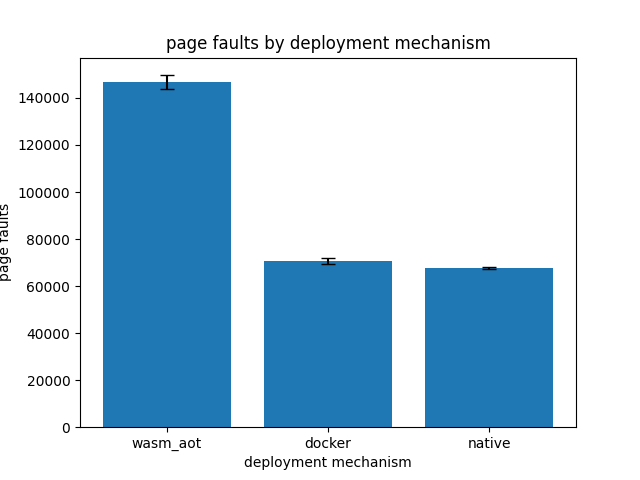 page faults by deployment mechanism
140000
120000
100000
80000
60000
40000
20000
0
page faults
wasm_aot
docker
native
deployment mechanism